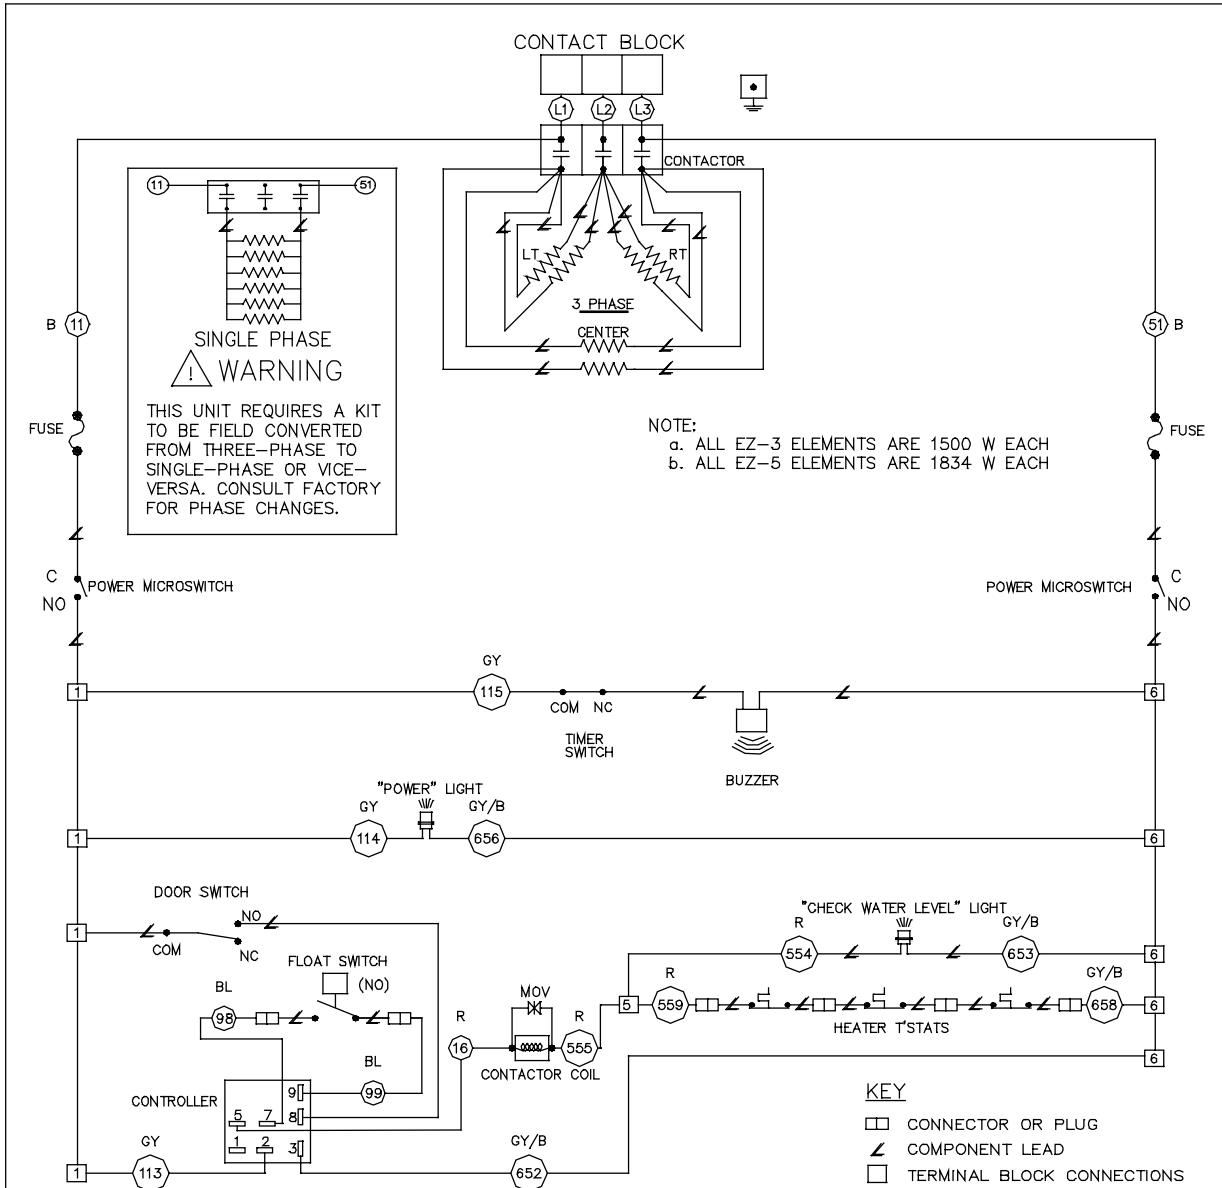 CONTACT BLOCK
L1 L2 L3
CONTACTOR
11 51
LT RT
3 PHASE
CENTER
SINGLE PHASE
! WARNING
THIS UNIT REQUIRES A KIT
TO BE FIELD CONVERTED
FROM THREE-PHASE TO
SINGLE-PHASE OR VICE-
VERSA. CONSULT FACTORY
FOR PHASE CHANGES.
B 11
51 B
FUSE
FUSE
NOTE:
a. ALL EZ-3 ELEMENTS ARE 1500 W EACH
b. ALL EZ-5 ELEMENTS ARE 1834 W EACH
C
NO
POWER MICROSWITCH
POWER MICROSWITCH
C
NO
GY
1 115 6
COM NC
TIMER
SWITCH
BUZZER
"POWER" LIGHT
GY GY/B
1 114 656 6
DOOR SWITCH
NO
1
COM
NC
"CHECK WATER LEVEL" LIGHT
R GY/B
554 653 6
FLOAT SWITCH
(NO)
BL
98
MOV
R R
16 555
CONTACTOR COIL
R GY/B
5 559 658 6
HEATER T'STATS
6
BL
99
CONTROLLER
9
5 7 8
1 2 3
GY GY/B
1 113 652
KEY
CONNECTOR OR PLUG
COMPONENT LEAD
TERMINAL BLOCK CONNECTIONS